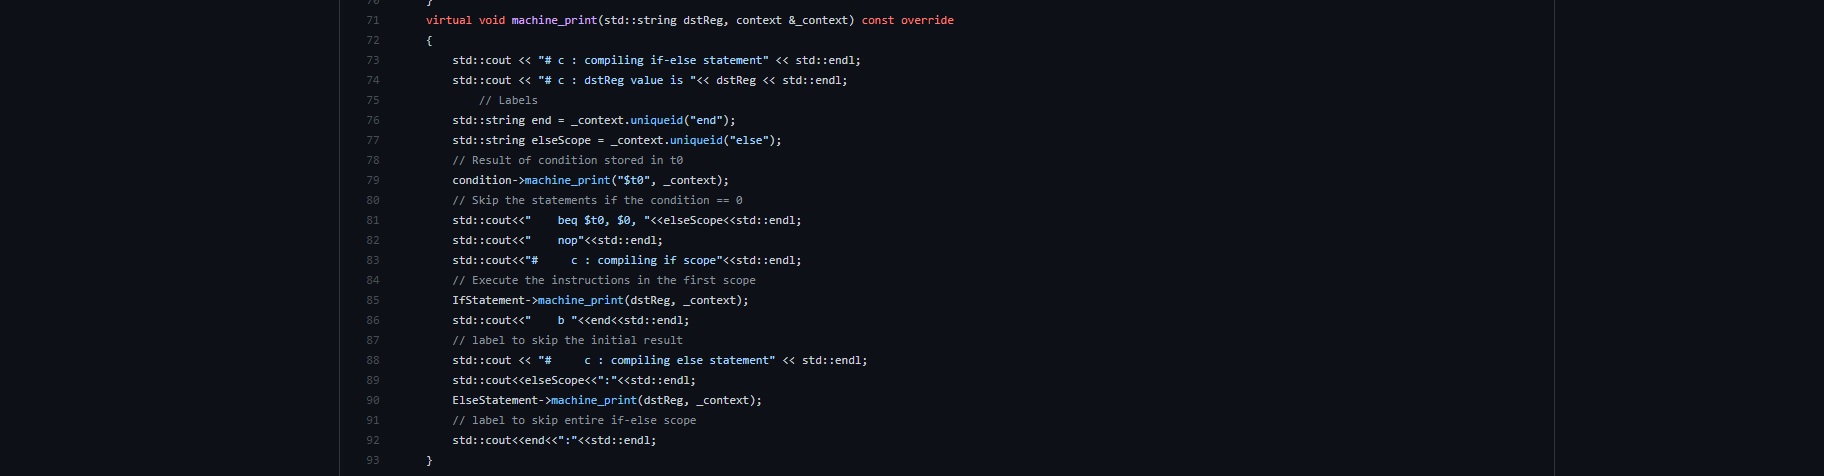 70 }
71 virtual void machine_print(std::string dstReg, context &_context) const override
72 {
73 std::cout << "# c : compiling if-else statement" << std::endl;
74 std::cout << "# c : dstReg value is "<< dstReg << std::endl;
75 // Labels
76 std::string end = _context.uniqueid("end");
77 std::string elseScope = _context.uniqueid("else");
78 // Result of condition stored in t0
79 condition->machine_print("$t0", _context);
80 // Skip the statements if the condition == 0
81 std::cout<<"    beq $t0, $0, "<<elseScope<<std::endl;
82 std::cout<<"    nop"<<std::endl;
83 std::cout<<"#     c : compiling if scope"<<std::endl;
84 // Execute the instructions in the first scope
85 IfStatement->machine_print(dstReg, _context);
86 std::cout<<"    b "<<end<<std::endl;
87 // label to skip the initial result
88 std::cout << "#     c : compiling else statement" << std::endl;
89 std::cout<<elseScope<<":"<<std::endl;
90 ElseStatement->machine_print(dstReg, _context);
91 // label to skip entire if-else scope
92 std::cout<<end<<":"<<std::endl;
93 }